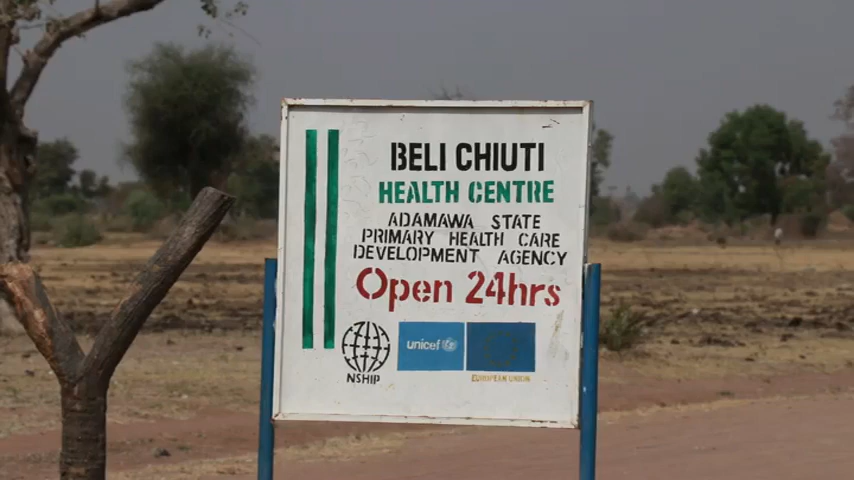 BELI CHIUTI
HEALTH CENTRE
ADAMAWA STATE
PRIMARY HEALTH CARE
DEVELOPMENT AGENCY
Open 24hrs
unicef
NSHIP
EUROPEAN UNION